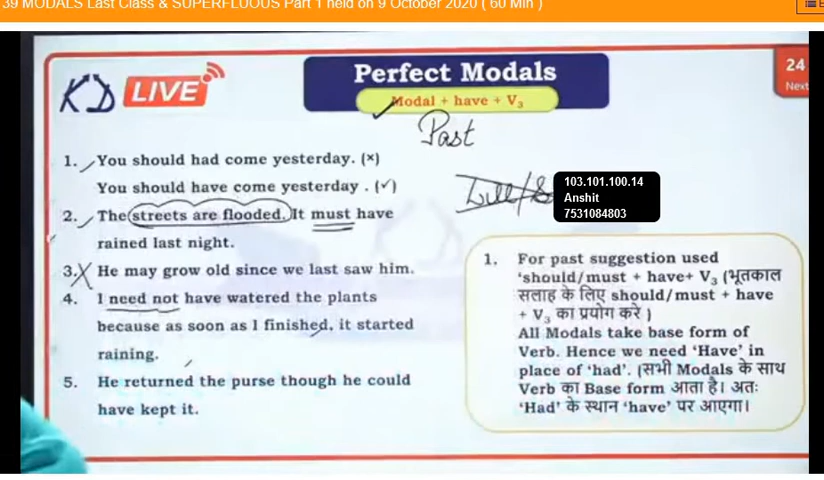 39 MODALS Last Class & SUPERFLUOUS Part 1 held on 9 October 2020 ( 60 Min )
KD LIVE
Perfect Modals
Modal + have + V₃
24
Next
Past
1. You should had come yesterday. (×)
You should have come yesterday . (✓)
2. The streets are flooded. It must have
rained last night.
3. He may grow old since we last saw him.
4. I need not have watered the plants
because as soon as I finished, it started
raining.
5. He returned the purse though he could
have kept it.
103.101.100.14
Anshit
7531084803
1. For past suggestion used
'should/must + have+ V₃ (भूतकाल
सलाह के लिए should/must + have
+ V₃ का प्रयोग करे )
All Modals take base form of
Verb. Hence we need 'Have' in
place of 'had'. (सभी Modals के साथ
Verb का Base form आता है। अतः
'Had' के स्थान 'have' पर आएगा।